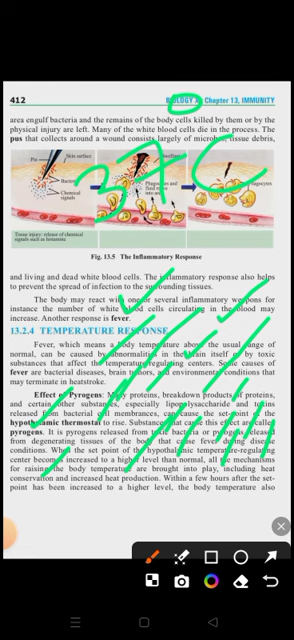 412 BIOLOGY XI: Chapter 13, IMMUNITY
area engulf bacteria and the remains of the body cells killed by them or by the
physical injury are left. Many of the white blood cells die in the process. The
pus that collects around a wound consists largely of microbes, tissue debris,
Pin
Skin surface
Bacteria
Chemical
signals
Phagocytes and
Phagocytes
Tissue injury: release of chemical
signals such as histamine
37C
Fig. 13.5 The Inflammatory Response
and living and dead white blood cells. The inflammatory response also helps
to prevent the spread of infection to the surrounding tissues.
The body may react with one or several inflammatory weapons for
instance the number of white blood cells circulating in the blood may
increase. Another response is fever.
13.2.4 TEMPERATURE RESPONSE
Fever, which means a body temperature above the usual range of
normal, can be caused by abnormalities in the brain itself or by toxic
substances that affect the temperature-regulating centers. Some causes of
fever are bacterial diseases, brain tumors, and environmental conditions that
may terminate in heatstroke.
Effect of Pyrogens: Many proteins, breakdown products of proteins,
and certain other substances, especially lipopolysaccharide and toxins
released from bacterial cell membranes, can cause the set-point of the
hypothalamic thermostat to rise. Substances that cause this effect are called
pyrogens. It is pyrogens released from toxic bacteria or pyrogens released
from degenerating tissues of the body that cause fever during disease
conditions. When the set point of the hypothalamic temperature-regulating
center becomes increased to a higher level than normal, all the mechanisms
for raising the body temperature are brought into play, including heat
conservation and increased heat production. Within a few hours after the set-
point has been increased to a higher level, the body temperature also